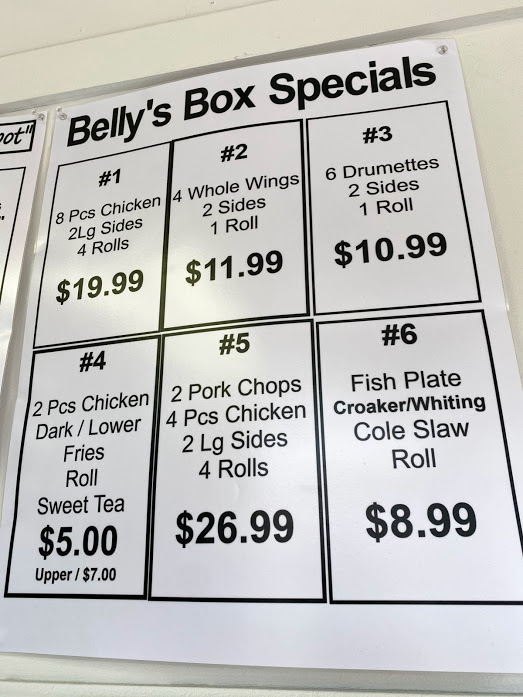 Belly's Box Specials
#1
8 Pcs Chicken
2Lg Sides
4 Rolls
$19.99
#2
4 Whole Wings
2 Sides
1 Roll
$11.99
#3
6 Drumettes
2 Sides
1 Roll
$10.99
#4
2 Pcs Chicken
Dark / Lower
Fries
Roll
Sweet Tea
$5.00
Upper / $7.00
#5
2 Pork Chops
4 Pcs Chicken
2 Lg Sides
4 Rolls
$26.99
#6
Fish Plate
Croaker/Whiting
Cole Slaw
Roll
$8.99